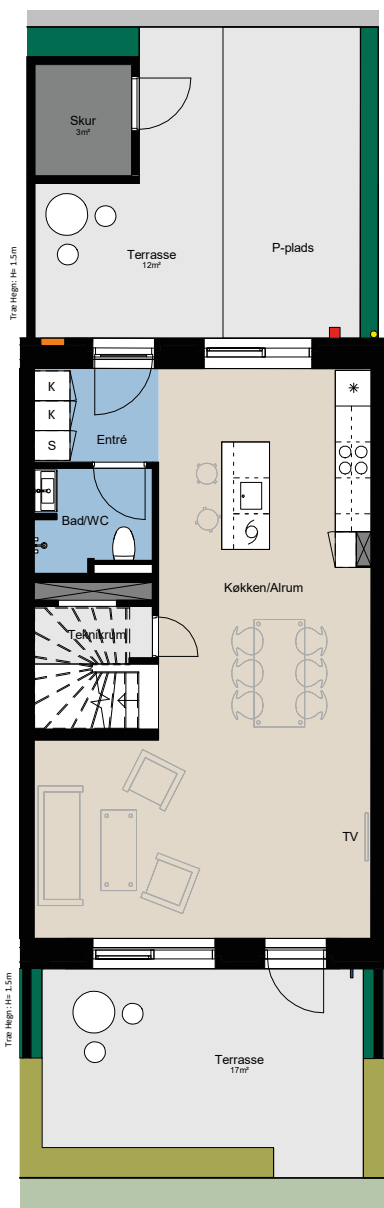 Skur
3m²
Træ Hegn: H= 1.5m
Terrasse
12m²
P-plads
K
K
S
Entré
Bad/WC
Køkken/Alrum
Teknikrum
TV
Træ Hegn: H= 1.5m
Terrasse
17m²